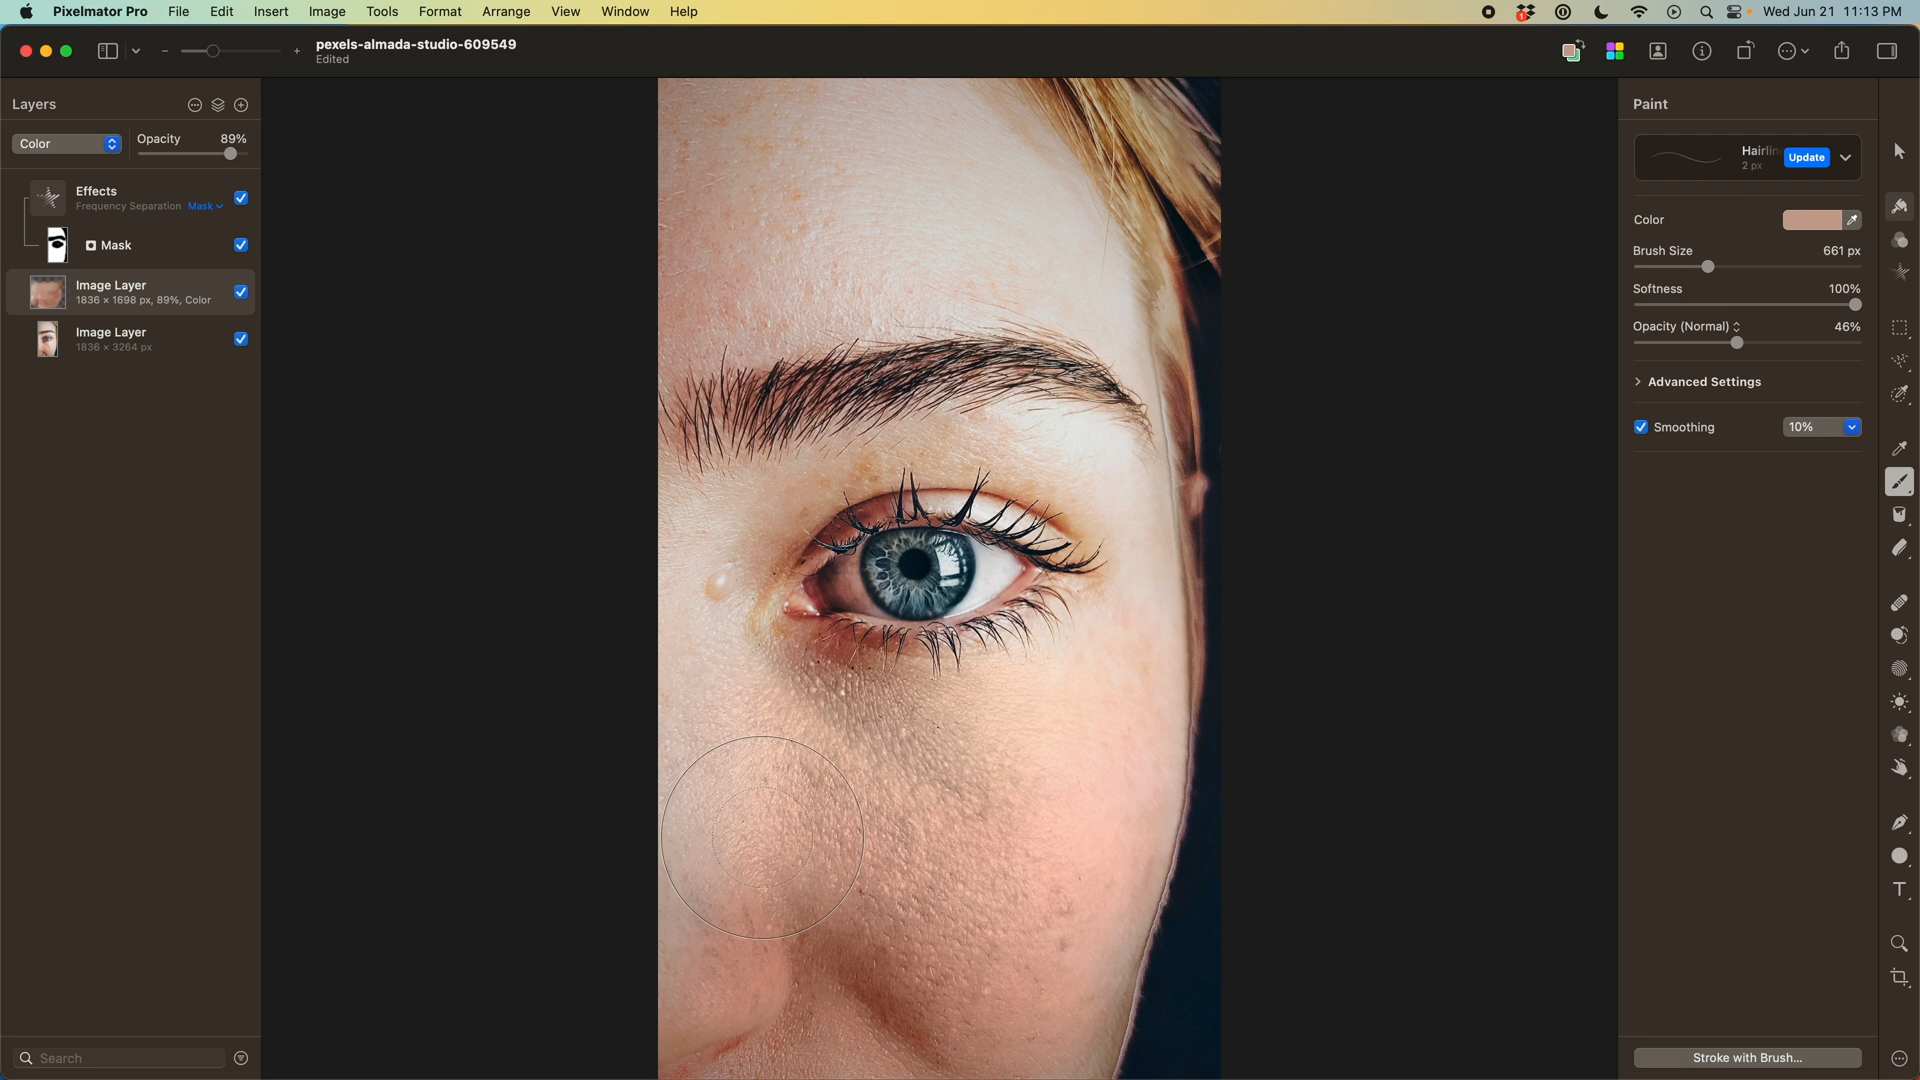 Pixelmator Pro File Edit Insert Image Tools Format Arrange View Window Help 1 Wed Jun 21 11:13 PM
pexels-almada-studio-609549
Edited
Layers
Color Opacity 89%
Effects
Frequency Separation Mask
Mask
Image Layer
1836 × 1698 px, 89%, Color
Image Layer
1836 × 3264 px
Search
Paint
Hairlin
2 px
Update
Color
Brush Size 661 px
Softness 100%
Opacity (Normal) 46%
Advanced Settings
Smoothing 10%
Stroke with Brush...